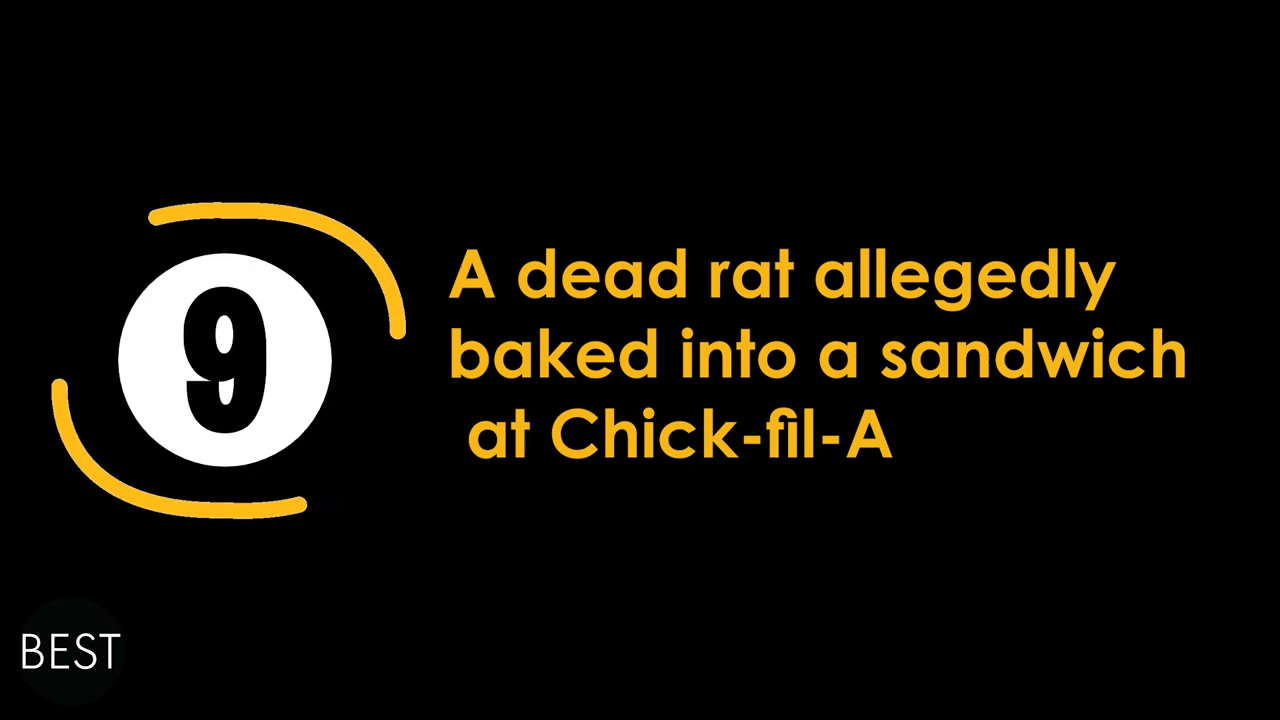 9
A dead rat allegedly
baked into a sandwich
at Chick-fil-A
BEST